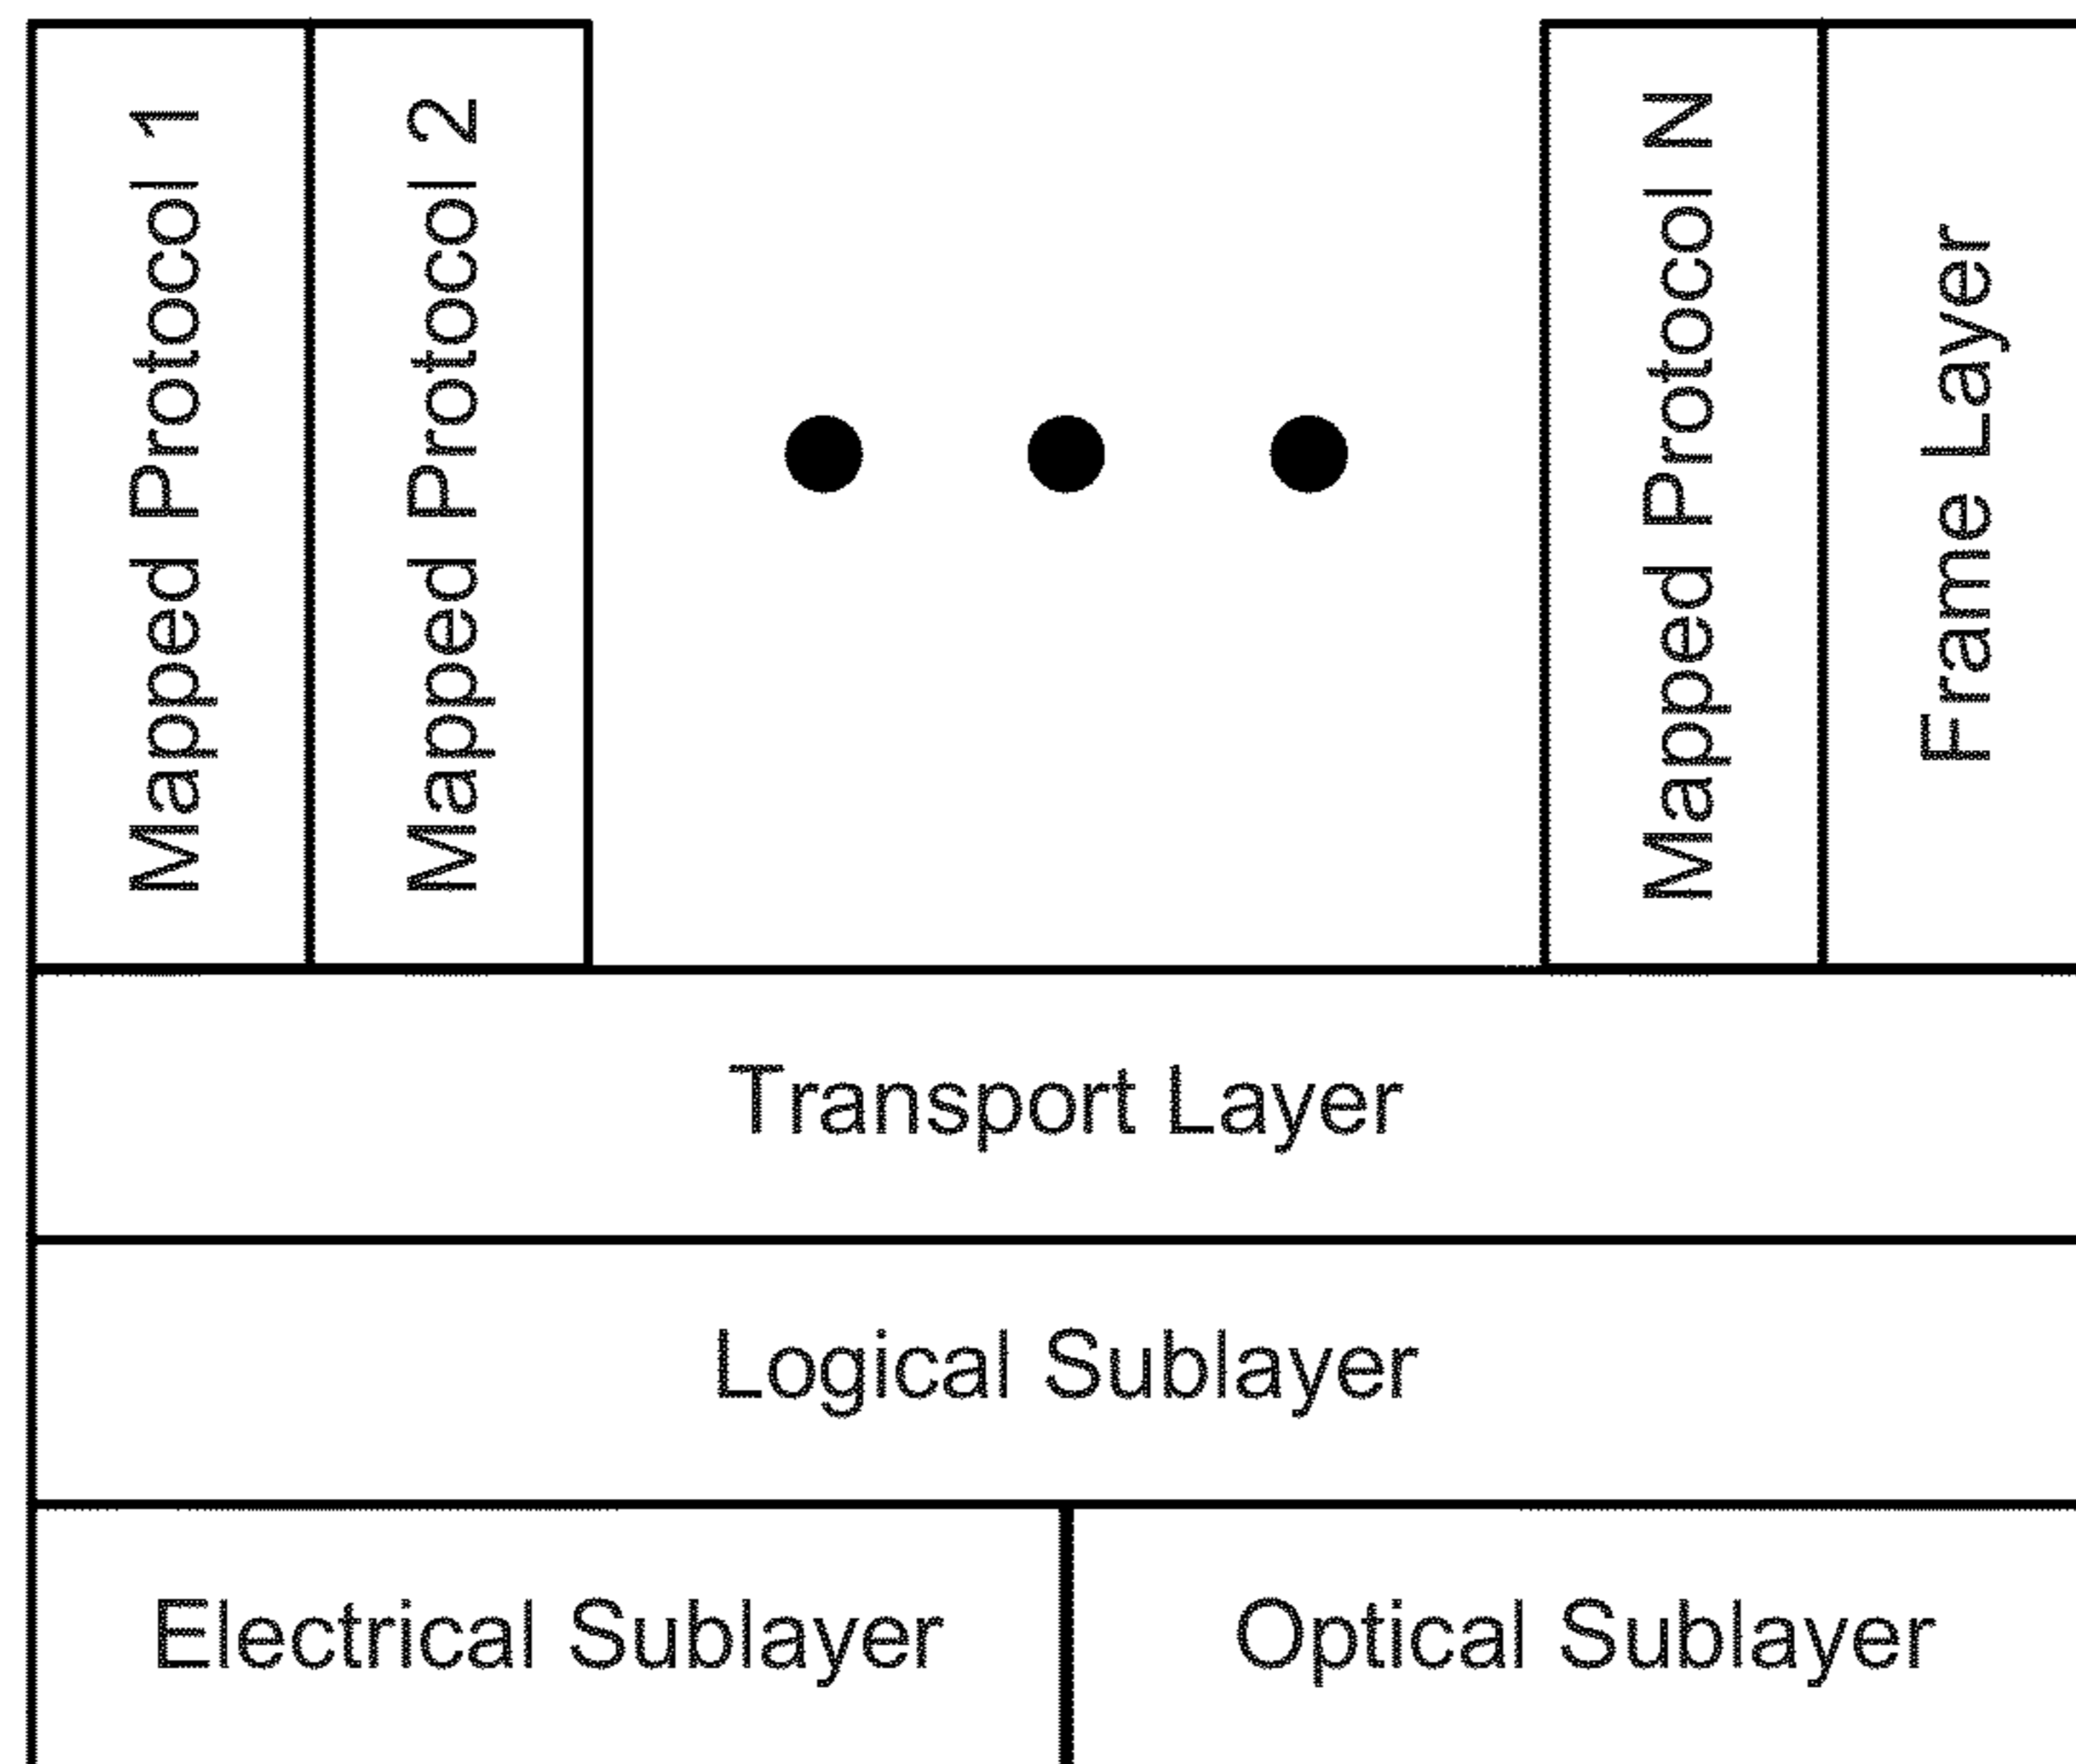 Mapped Protocol 1
Mapped Protocol 2
Mapped Protocol N
Frame Layer
Transport Layer
Logical Sublayer
Electrical Sublayer
Optical Sublayer